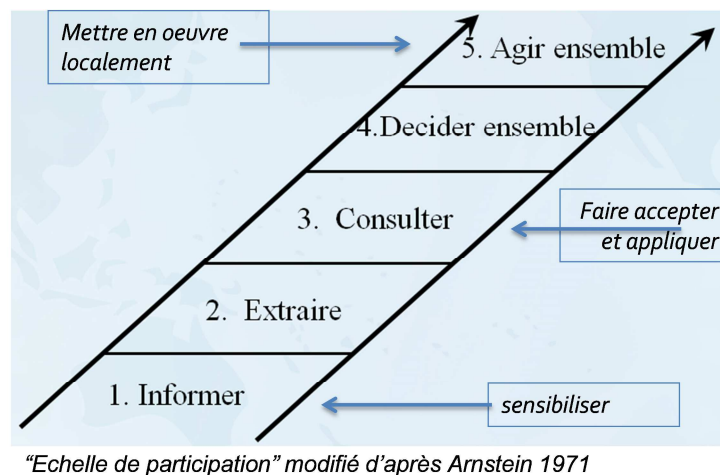 Mettre en oeuvre
localement
5. Agir ensemble
4.Decider ensemble
3. Consulter
Faire accepter
et appliquer
2. Extraire
1. Informer
sensibiliser
“Echelle de participation” modifié d’après Arnstein 1971